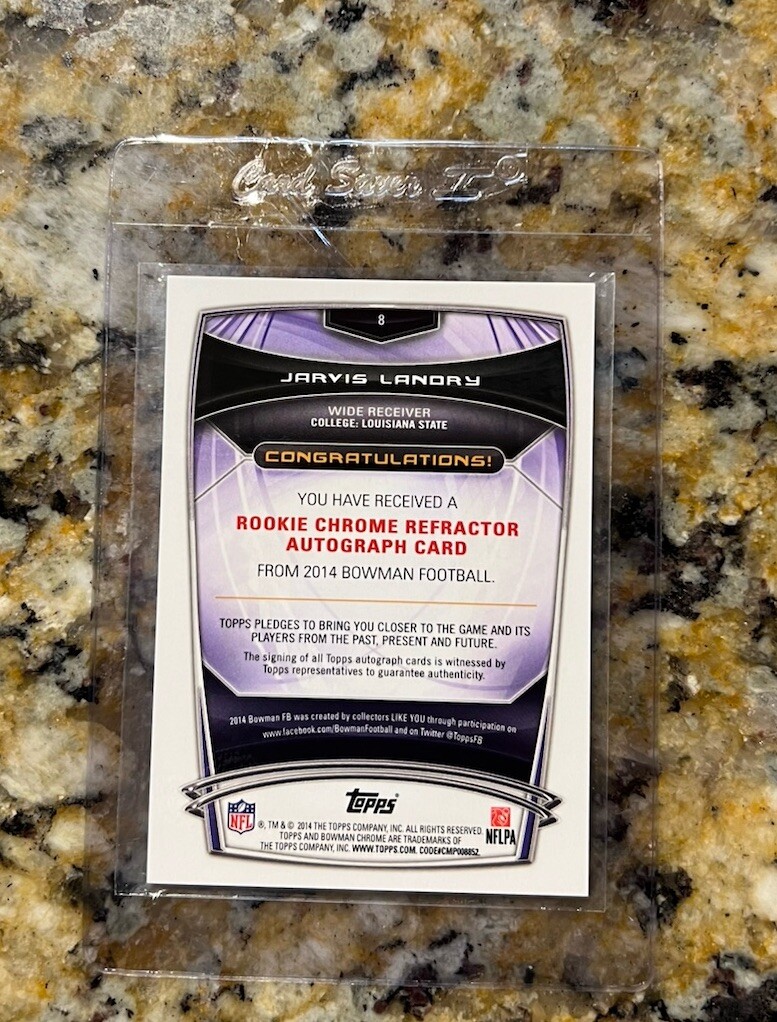 Card Saver II®
8
JARVIS LANDRY
WIDE RECEIVER
COLLEGE: LOUISIANA STATE
CONGRATULATIONS!
YOU HAVE RECEIVED A
ROOKIE CHROME REFRACTOR
AUTOGRAPH CARD
FROM 2014 BOWMAN FOOTBALL.
TOPPS PLEDGES TO BRING YOU CLOSER TO THE GAME AND ITS
PLAYERS FROM THE PAST, PRESENT AND FUTURE.
The signing of all Topps autograph cards is witnessed by
Topps representatives to guarantee authenticity.
2014 Bowman FB was created by collectors LIKE YOU through participation on
www.facebook.com/BowmanFootball and on Twitter @ToppsFB
Topps®
NFL
NFLPA
®, TM & © 2014 THE TOPPS COMPANY, INC. ALL RIGHTS RESERVED.
TOPPS AND BOWMAN CHROME ARE TRADEMARKS OF
THE TOPPS COMPANY, INC. WWW.TOPPS.COM. CODE#CMP008852